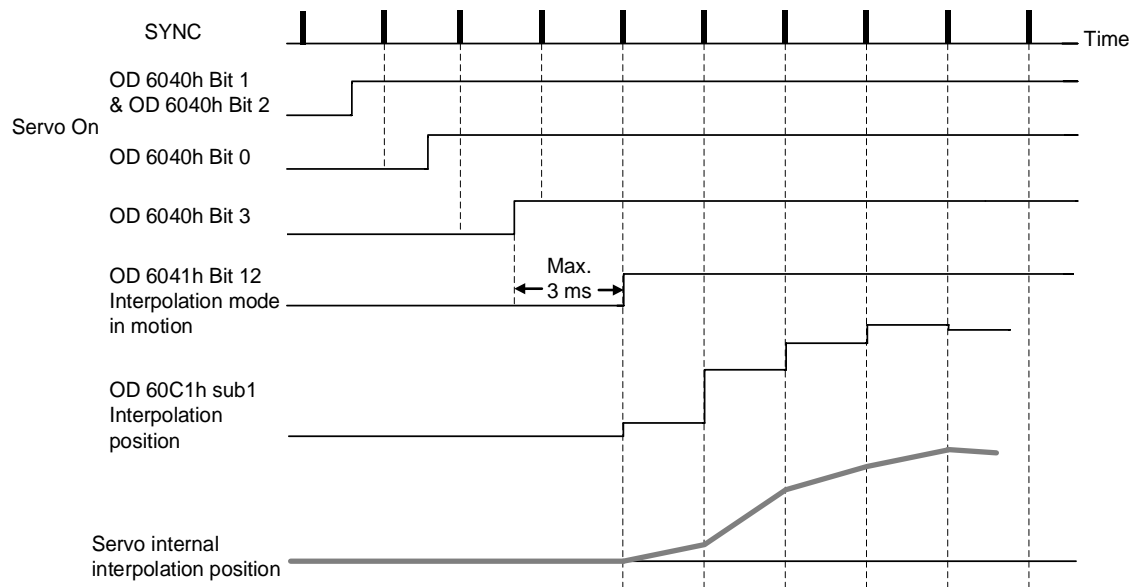 SYNC
Time
OD 6040h Bit 1
& OD 6040h Bit 2
Servo On
OD 6040h Bit 0
OD 6040h Bit 3
OD 6041h Bit 12
Interpolation mode
in motion
Max.
3 ms
OD 60C1h sub1
Interpolation
position
Servo internal
interpolation position